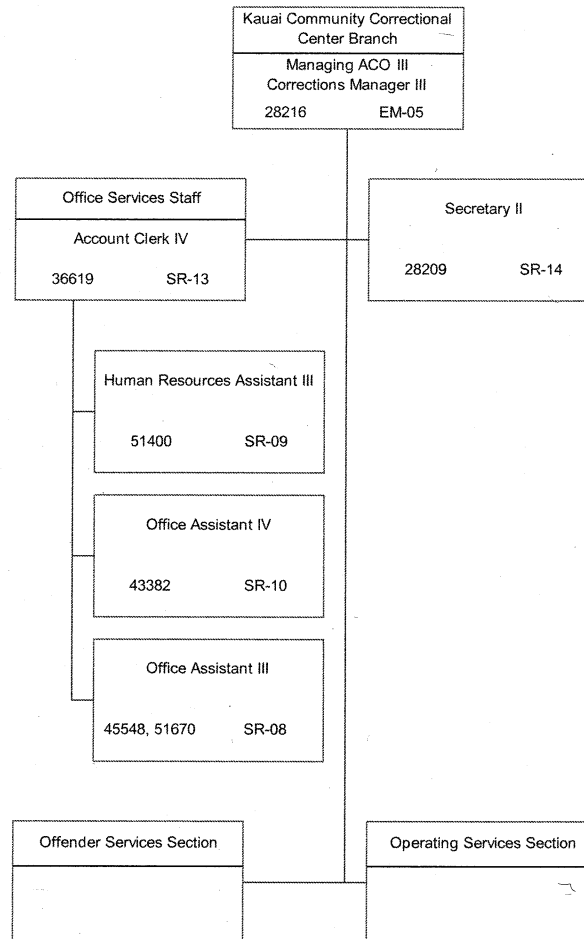 Kauai Community Correctional
Center Branch
Managing ACO III
Corrections Manager III
28216 EM-05
Office Services Staff
Account Clerk IV
36619 SR-13
Secretary II
28209 SR-14
Human Resources Assistant III
51400 SR-09
Office Assistant IV
43382 SR-10
Office Assistant III
45548, 51670 SR-08
Offender Services Section
Operating Services Section